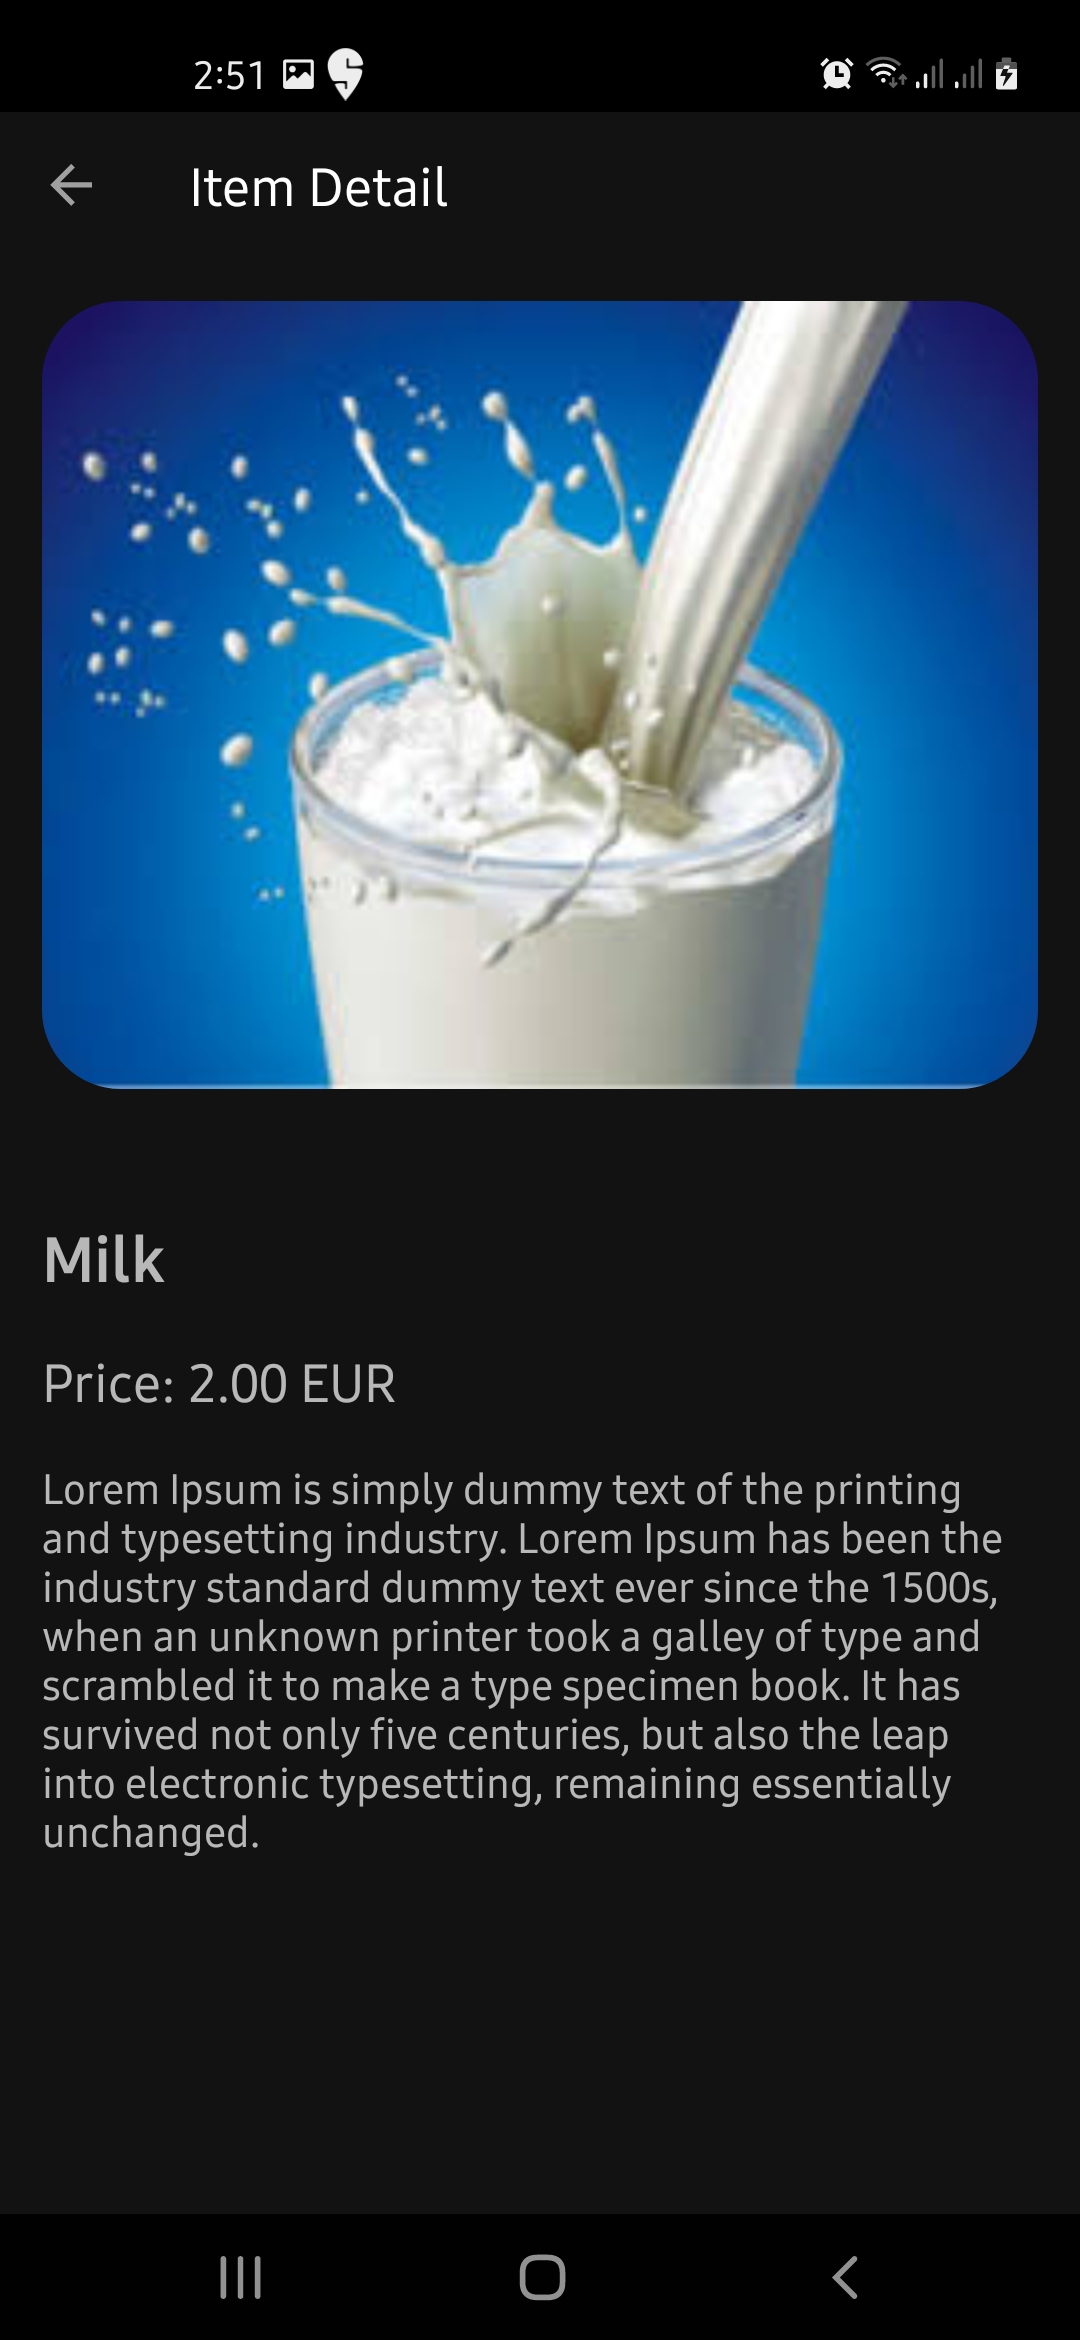 2:51
Item Detail
Milk
Price: 2.00 EUR
Lorem Ipsum is simply dummy text of the printing
and typesetting industry. Lorem Ipsum has been the
industry standard dummy text ever since the 1500s,
when an unknown printer took a galley of type and
scrambled it to make a type specimen book. It has
survived not only five centuries, but also the leap
into electronic typesetting, remaining essentially
unchanged.